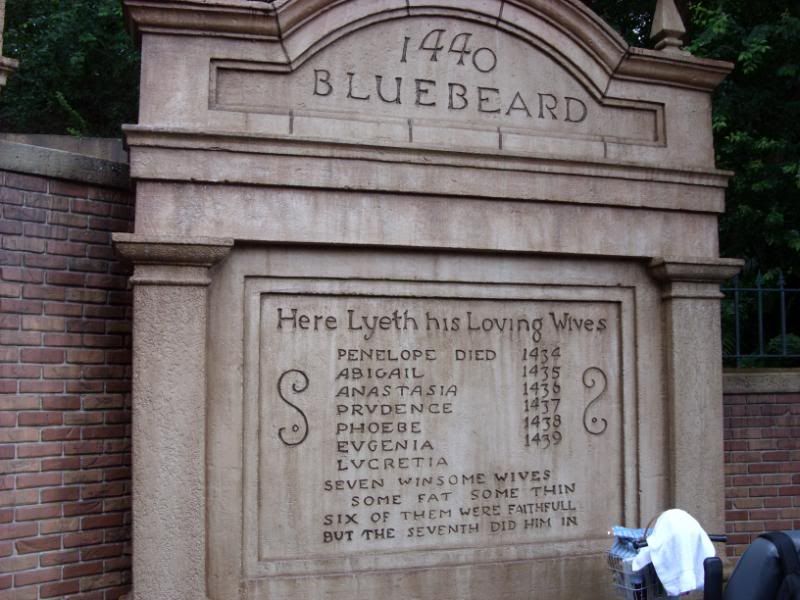 1440
BLUEBEARD
Here Lyeth his Loving Wives
PENELOPE DIED 1434
ABIGAIL 1435
ANASTASIA 1436
PRVDENCE 1437
PHOEBE 1438
EVGENIA 1439
LVCRETIA
SEVEN WINSOME WIVES
SOME FAT SOME THIN
SIX OF THEM WERE FAITHFULL
BUT THE SEVENTH DID HIM IN